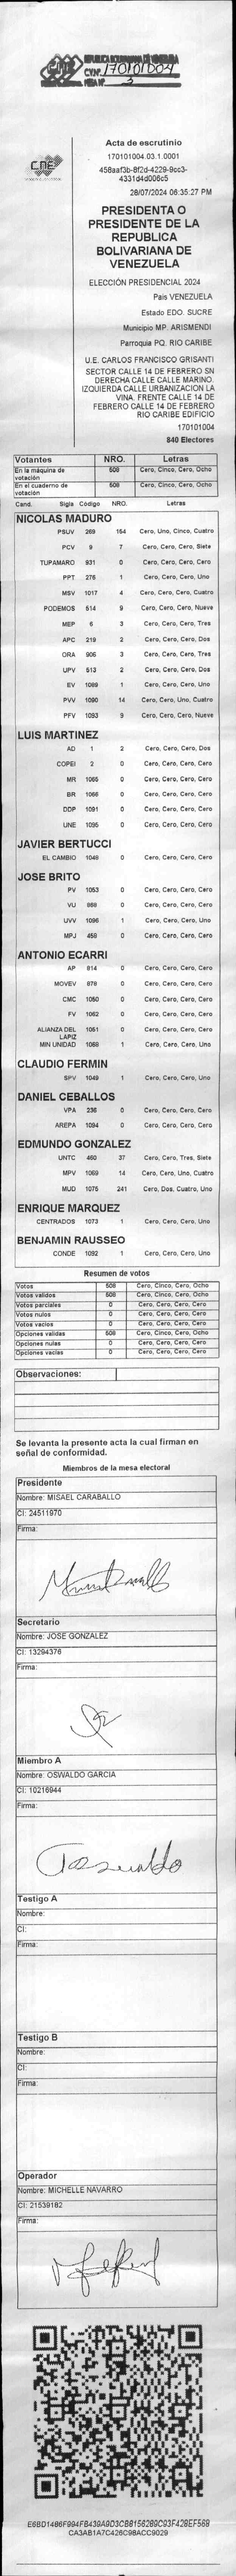 REPUBLICA BOLIVARIANA DE VENEZUELA
CNE
170101004
3
CNE
Acta de escrutinio
170101004.03.1.0001
28/07/2024 06:35:27 PM
PRESIDENTA O
PRESIDENTE DE LA
REPUBLICA
BOLIVARIANA DE
VENEZUELA
ELECCIÓN PRESIDENCIAL 2024
Pais VENEZUELA
Estado EDO. SUCRE
Municipio MP. ARISMENDI
Parroquia PQ. RIO CARIBE
U.E. CARLOS FRANCISCO GRISANTI
SECTOR CALLE 14 DE FEBRERO SN
DERECHA CALLE CALLE MARINO.
IZQUIERDA CALLE URBANIZACION LA
VINA. FRENTE CALLE 14 DE
FEBRERO CALLE 14 DE FEBRERO
RIO CARIBE EDIFICIO
170101004
840 Electores
Votantes NRO. Letras
En la máquina de votación 508 Cero, Cinco, Cero, Ocho
En el cuaderno de votación 508 Cero, Cinco, Cero, Ocho
Cand. Sigla Código NRO. Letras
NICOLAS MADURO
PSUV 269 154 Cero, Uno, Cinco, Cuatro
PCV 9 7 Cero, Cero, Cero, Siete
TUPAMARO 931 0 Cero, Cero, Cero, Cero
PPT 276 1 Cero, Cero, Cero, Uno
MSV 1017 4 Cero, Cero, Cero, Cuatro
PODEMOS 514 9 Cero, Cero, Cero, Nueve
MEP 6 3 Cero, Cero, Cero, Tres
APC 219 2 Cero, Cero, Cero, Dos
ORA 906 3 Cero, Cero, Cero, Tres
UPV 513 2 Cero, Cero, Cero, Dos
EV 1089 1 Cero, Cero, Cero, Uno
PVV 1090 14 Cero, Cero, Uno, Cuatro
PFV 1093 9 Cero, Cero, Cero, Nueve
LUIS MARTINEZ
AD 1 2 Cero, Cero, Cero, Dos
COPEI 2 0 Cero, Cero, Cero, Cero
MR 1065 0 Cero, Cero, Cero, Cero
BR 1066 0 Cero, Cero, Cero, Cero
DDP 1091 0 Cero, Cero, Cero, Cero
UNE 1095 0 Cero, Cero, Cero, Cero
JAVIER BERTUCCI
EL CAMBIO 1048 0 Cero, Cero, Cero, Cero
JOSE BRITO
PV 1053 0 Cero, Cero, Cero, Cero
VU 868 0 Cero, Cero, Cero, Cero
UVV 1096 1 Cero, Cero, Cero, Uno
MPJ 459 0 Cero, Cero, Cero, Cero
ANTONIO ECARRI
AP 914 0 Cero, Cero, Cero, Cero
MOVEV 878 0 Cero, Cero, Cero, Cero
CMC 1050 0 Cero, Cero, Cero, Cero
FV 1062 0 Cero, Cero, Cero, Cero
ALIANZA DEL LAPIZ 1051 0 Cero, Cero, Cero, Cero
MIN UNIDAD 1088 1 Cero, Cero, Cero, Uno
CLAUDIO FERMIN
SPV 1049 1 Cero, Cero, Cero, Uno
DANIEL CEBALLOS
VPA 236 0 Cero, Cero, Cero, Cero
AREPA 1094 0 Cero, Cero, Cero, Cero
EDMUNDO GONZALEZ
UNTC 460 37 Cero, Cero, Tres, Siete
MPV 1069 14 Cero, Cero, Uno, Cuatro
MUD 1075 241 Cero, Dos, Cuatro, Uno
ENRIQUE MARQUEZ
CENTRADOS 1073 1 Cero, Cero, Cero, Uno
BENJAMIN RAUSSEO
CONDE 1092 1 Cero, Cero, Cero, Uno
Resumen de votos
Votos 508 Cero, Cinco, Cero, Ocho
Votos validos 508 Cero, Cinco, Cero, Ocho
Votos parciales 0 Cero, Cero, Cero, Cero
Votos nulos 0 Cero, Cero, Cero, Cero
Votos vacios 0 Cero, Cero, Cero, Cero
Opciones validas 508 Cero, Cinco, Cero, Ocho
Opciones nulas 0 Cero, Cero, Cero, Cero
Opciones vacias 0 Cero, Cero, Cero, Cero
Observaciones:
Se levanta la presente acta la cual firman en
señal de conformidad.
Miembros de la mesa electoral
Presidente
Nombre: MISAEL CARABALLO
CI: 24511970
Firma:
Secretario
Nombre: JOSE GONZALEZ
CI: 13294376
Firma:
Miembro A
Nombre: OSWALDO GARCIA
CI: 10216944
Firma:
Testigo A
Nombre:
CI:
Firma:
Testigo B
Nombre:
CI:
Firma:
Operador
Nombre: MICHELLE NAVARRO
CI: 21539182
Firma: